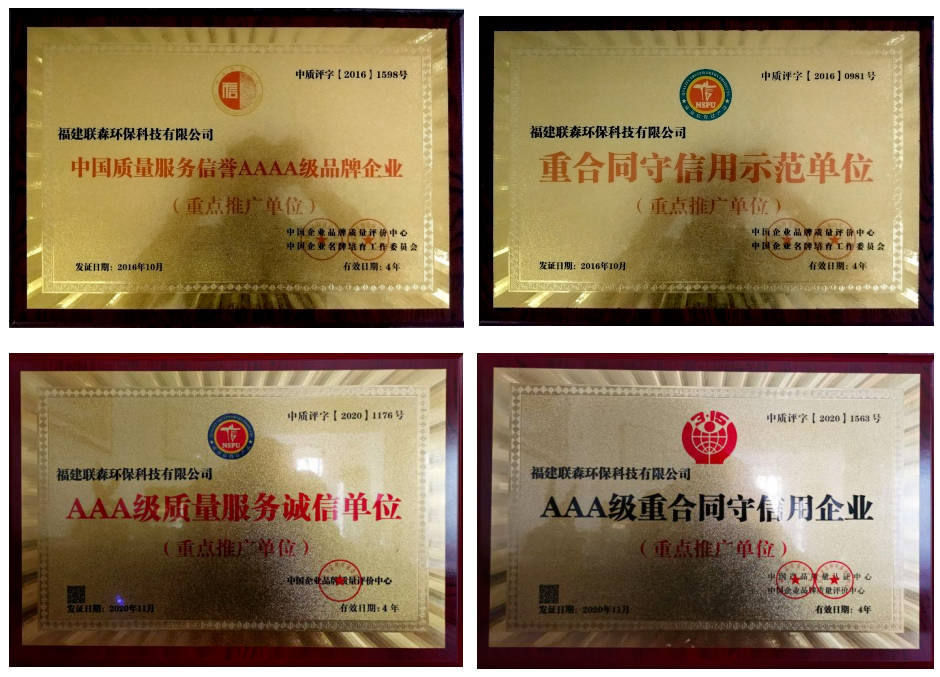 中质评字【2016】1598号
信
福建联森环保科技有限公司
中国质量服务信誉AAAA级品牌企业
（重点推广单位）
中国企业品牌质量评价中心
中国企业名牌培育工作委员会
发证日期：2016年10月
有效日期：4年
中质评字【2016】0981号
NSPU
福建联森环保科技有限公司
重合同守信用示范单位
（重点推广单位）
中国企业品牌质量评价中心
中国企业名牌培育工作委员会
发证日期：2016年10月
有效日期：4年
中质评字【2020】1176号
NSPU
福建联森环保科技有限公司
AAA级质量服务诚信单位
（重点推广单位）
中国企业品牌质量评价中心
发证日期：2020年11月
有效日期：4年
中质评字【2020】1563号
3·15
福建联森环保科技有限公司
AAA级重合同守信用企业
（重点推广单位）
中国产品质量认证中心
中国企业品牌质量评价中心
发证日期：2020年11月
有效日期：4年